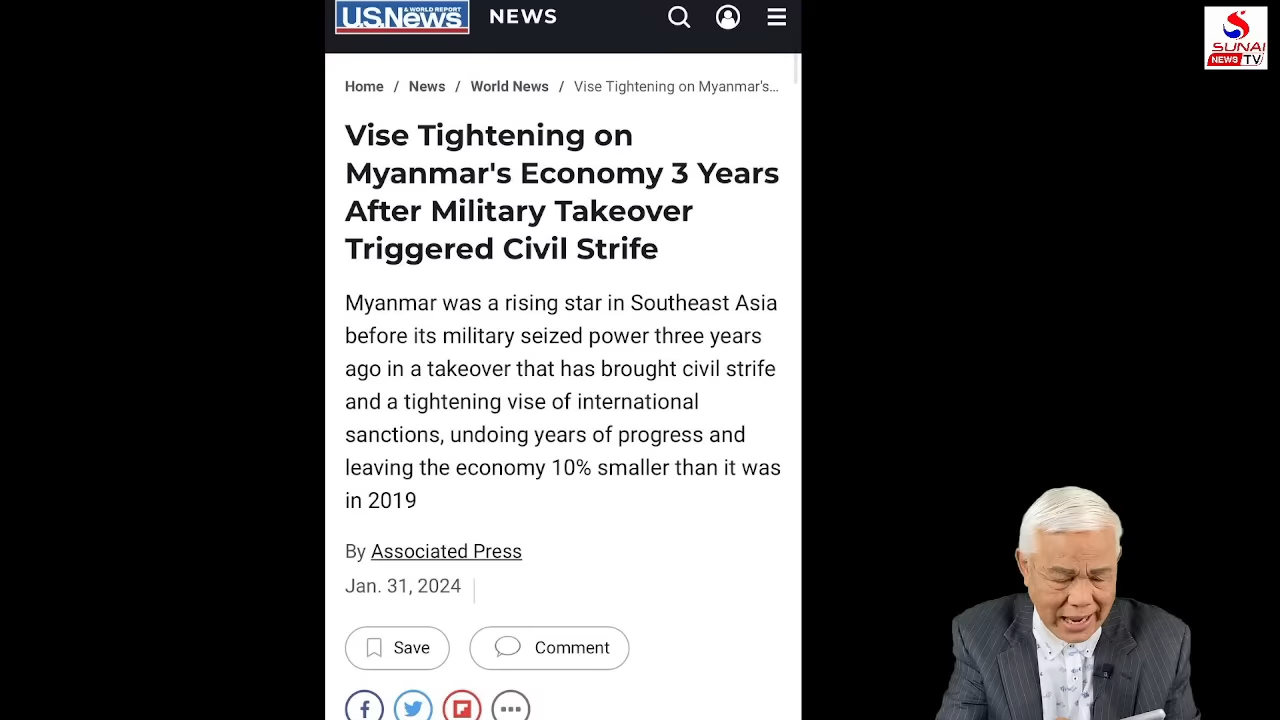 U.S.News
& WORLD REPORT
NEWS
SUNAI
NEWS TV
Home / News / World News / Vise Tightening on Myanmar's...
Vise Tightening on
Myanmar's Economy 3 Years
After Military Takeover
Triggered Civil Strife
Myanmar was a rising star in Southeast Asia
before its military seized power three years
ago in a takeover that has brought civil strife
and a tightening vise of international
sanctions, undoing years of progress and
leaving the economy 10% smaller than it was
in 2019
By Associated Press
Jan. 31, 2024
Save
Comment